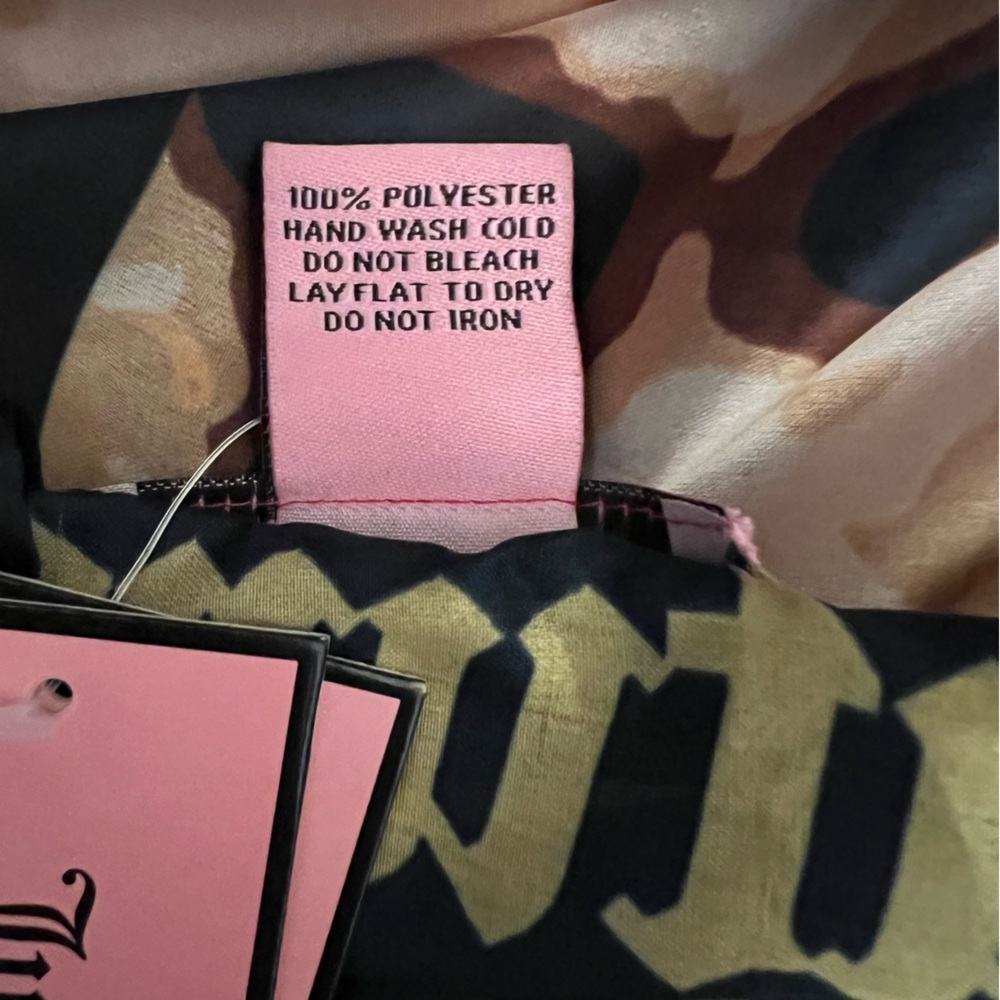 100% POLYESTER
HAND WASH COLD
DO NOT BLEACH
LAY FLAT TO DRY
DO NOT IRON